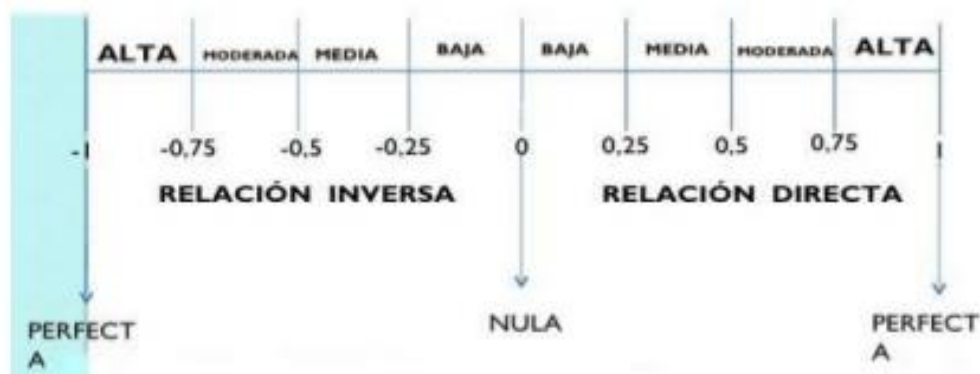 ALTA MODERADA MEDIA BAJA BAJA MEDIA MODERADA ALTA
-1 -0,75 -0,5 -0,25 0 0,25 0,5 0,75 1
RELACIÓN INVERSA RELACIÓN DIRECTA
PERFECT NULA PERFECT
A A